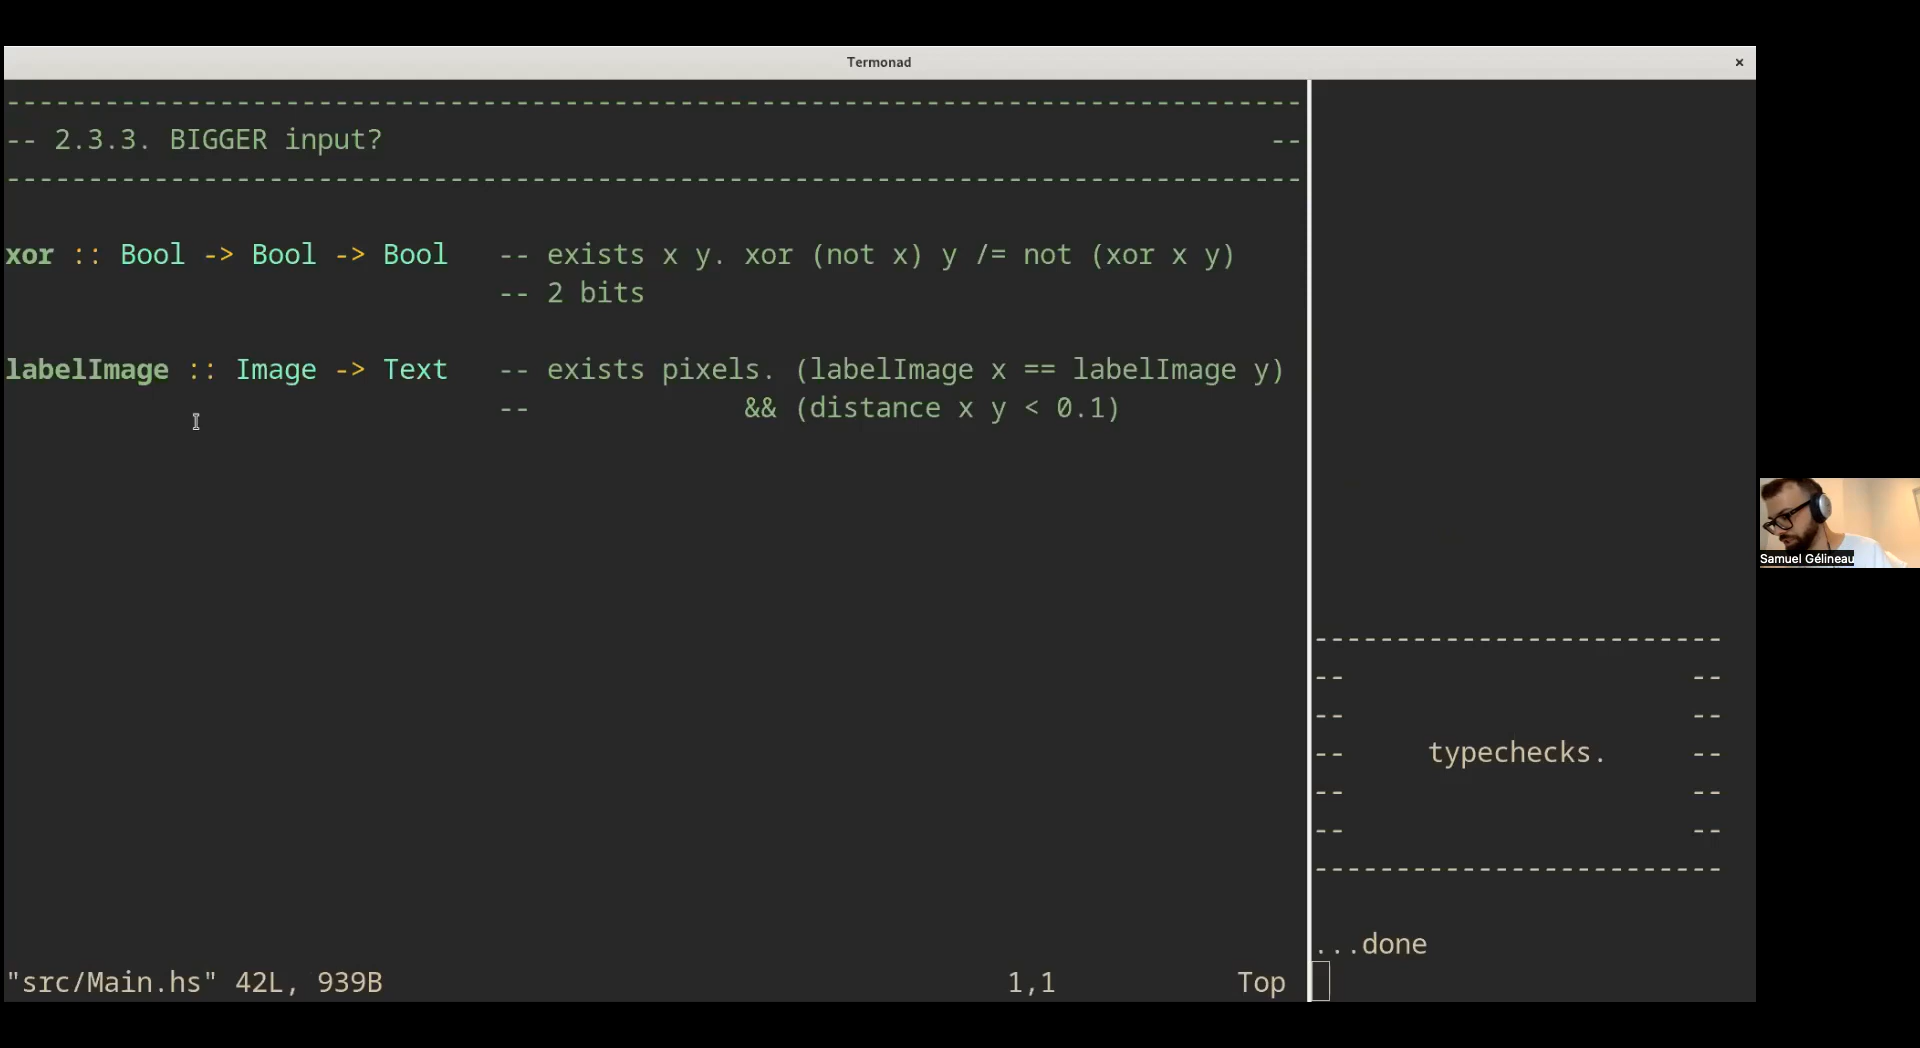 Termonad ×
--------------------------------------------------------------------------------
-- 2.3.3. BIGGER input? --
--------------------------------------------------------------------------------
xor :: Bool -> Bool -> Bool -- exists x y. xor (not x) y /= not (xor x y)
-- 2 bits
labelImage :: Image -> Text -- exists pixels. (labelImage x == labelImage y)
-- && (distance x y < 0.1)
"src/Main.hs" 42L, 939B 1,1 Top
-------------------------
-- --
-- --
-- typechecks. --
-- --
-- --
-------------------------
...done
Samuel Gélineau